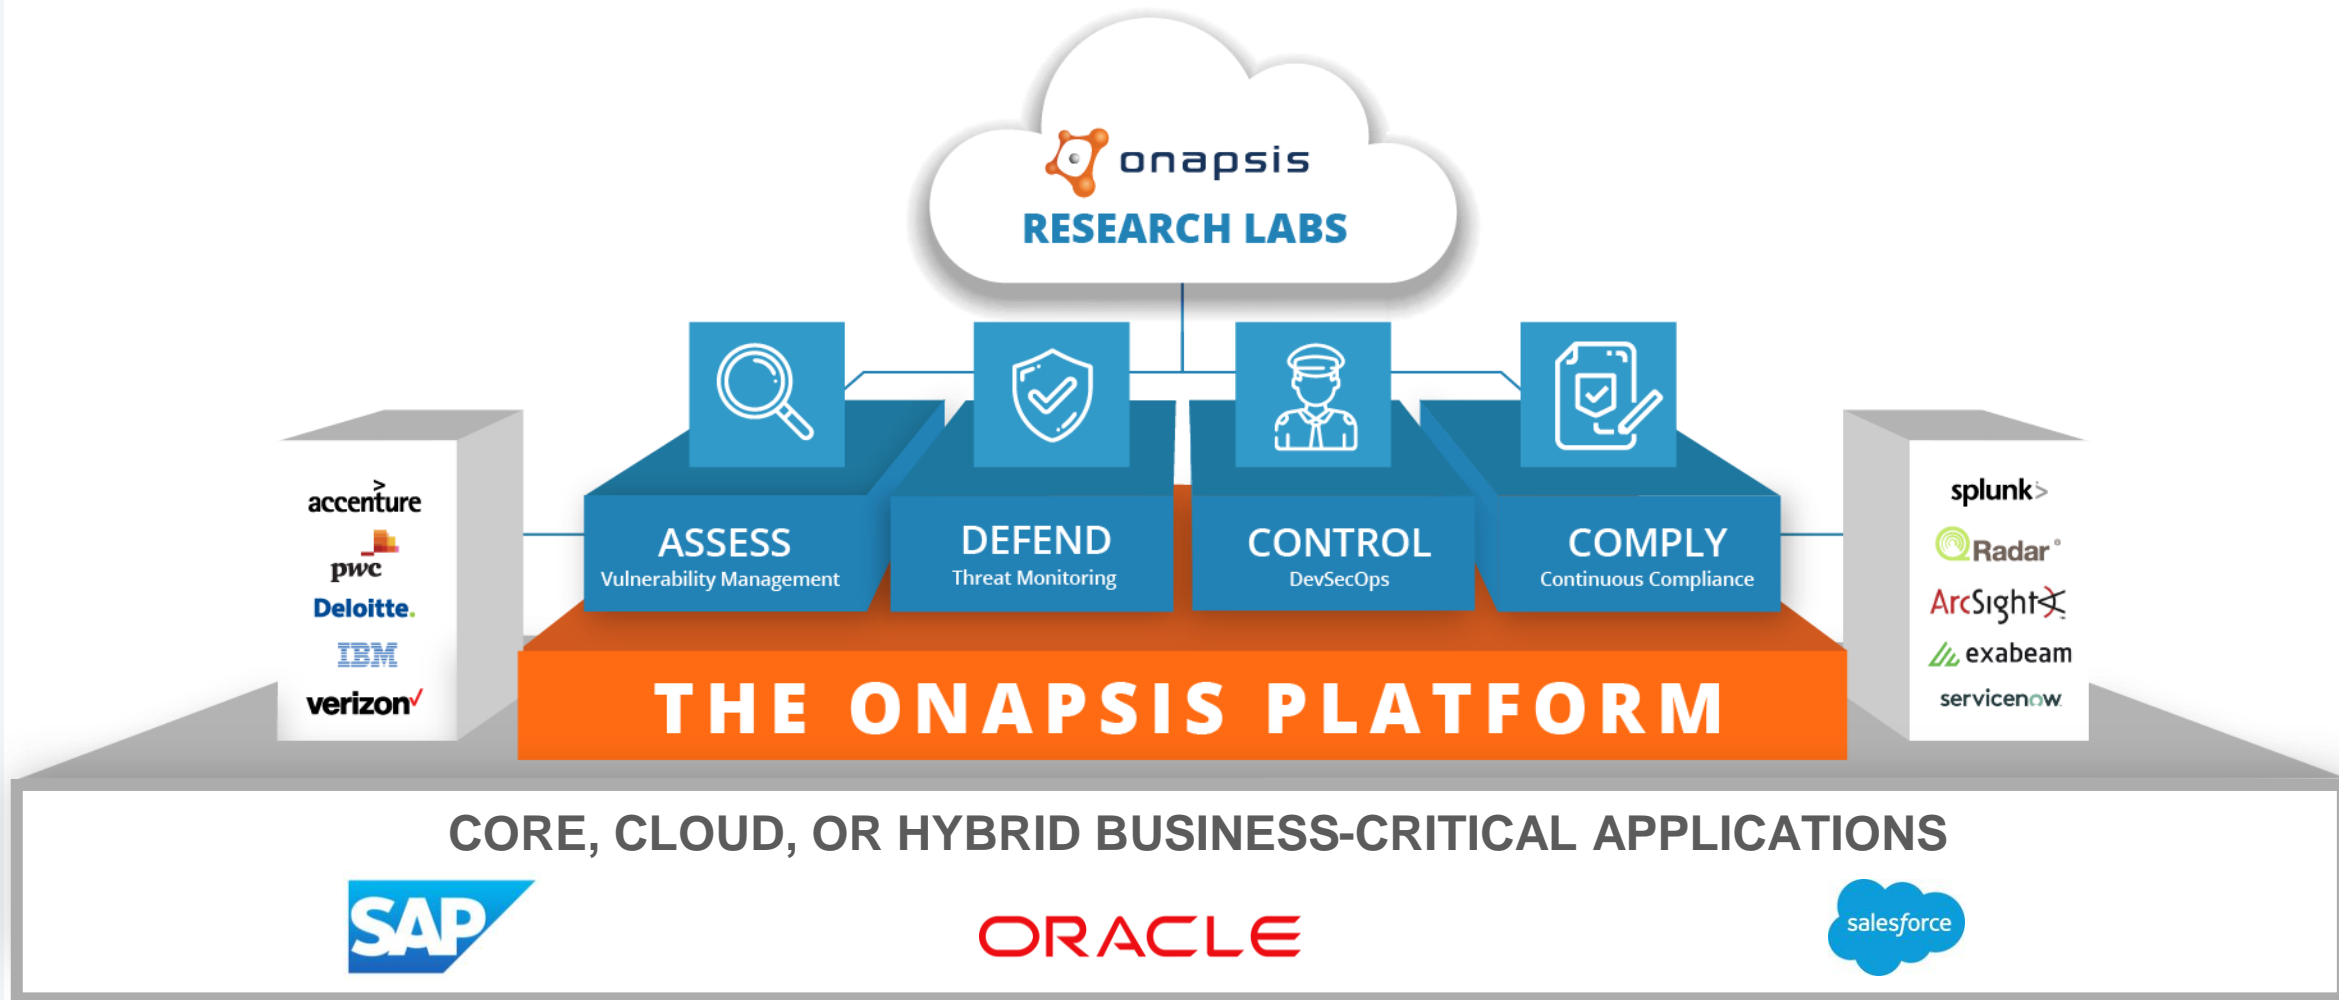 onapsis
RESEARCH LABS
accenture
pwc
Deloitte.
IBM
verizon
ASSESS
Vulnerability Management
DEFEND
Threat Monitoring
CONTROL
DevSecOps
COMPLY
Continuous Compliance
splunk>
QRadar®
ArcSight
exabeam
servicenow
THE ONAPSIS PLATFORM
CORE, CLOUD, OR HYBRID BUSINESS-CRITICAL APPLICATIONS
SAP
ORACLE
salesforce